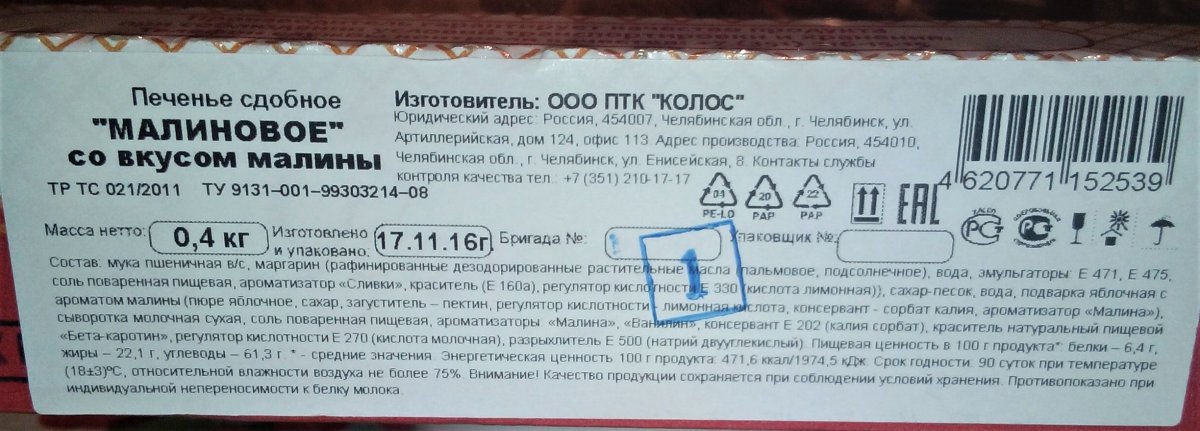 Печенье сдобное
"МАЛИНОВОЕ"
со вкусом малины
ТР ТС 021/2011 ТУ 9131–001–99303214–08
Изготовитель: ООО ПТК "КОЛОС"
Юридический адрес: Россия, 454007, Челябинская обл., г. Челябинск, ул.
Артиллерийская, дом 124, офис 113. Адрес производства: Россия, 454010,
Челябинская обл., г. Челябинск, ул. Енисейская, 8. Контакты службы
контроля качества тел.: +7 (351) 210-17-17
4 620771 152539
04 PE-LD
20 PAP
22 PAP
EAC
PG
Масса нетто: 0,4 кг Изготовлено и упаковано: 17.11.16г. Бригада №: 1 Упаковщик №:
1
Состав: мука пшеничная в/с, маргарин (рафинированные дезодорированные растительные масла (пальмовое, подсолнечное), вода, эмульгаторы: Е 471, Е 475,
соль поваренная пищевая, ароматизатор «Сливки», краситель (Е 160а), регулятор кислотности Е 330 (кислота лимонная)), сахар-песок, вода, подварка яблочная с
ароматом малины (пюре яблочное, сахар, загуститель – пектин, регулятор кислотности - лимонная кислота, консервант - сорбат калия, ароматизатор «Малина»),
сыворотка молочная сухая, соль поваренная пищевая, ароматизаторы: «Малина», «Ванилин», консервант Е 202 (калия сорбат), краситель натуральный пищевой
«Бета-каротин», регулятор кислотности Е 270 (кислота молочная), разрыхлитель Е 500 (натрий двууглекислый). Пищевая ценность в 100 г продукта*: белки – 6,4 г,
жиры – 22,1 г, углеводы – 61,3 г. * - средние значения. Энергетическая ценность 100 г продукта: 471,6 ккал/1974,5 кДж. Срок годности: 90 суток при температуре
(18±3)ºС, относительной влажности воздуха не более 75%. Внимание! Качество продукции сохраняется при соблюдении условий хранения. Противопоказано при
индивидуальной непереносимости к белку молока.